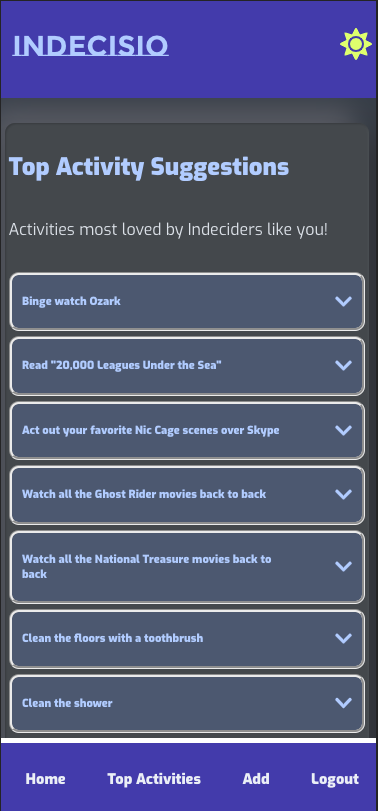 INDECISIO
Top Activity Suggestions
Activities most loved by Indeciders like you!
Binge watch Ozark
Read "20,000 Leagues Under the Sea"
Act out your favorite Nic Cage scenes over Skype
Watch all the Ghost Rider movies back to back
Watch all the National Treasure movies back to
back
Clean the floors with a toothbrush
Clean the shower
Home Top Activities Add Logout